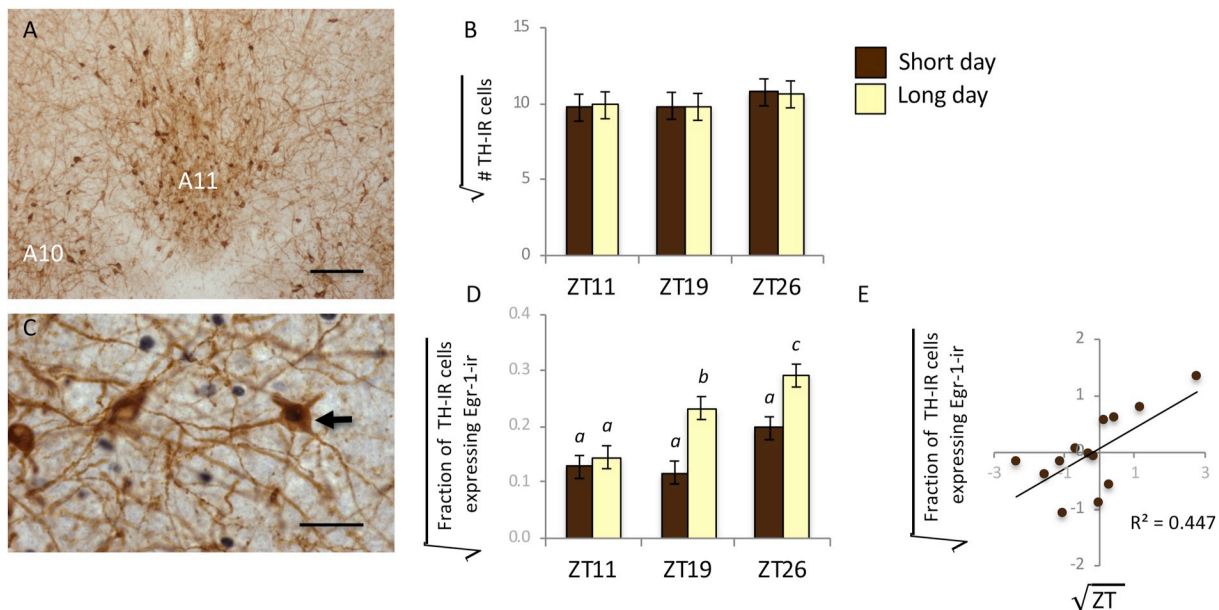 A
A11
A10
B
15
10
5
0
√ # TH-IR cells
ZT11 ZT19 ZT26
Short day
Long day
C
D
0.4
0.3
0.2
0.1
0.0
√ Fraction of TH-IR cells
expressing Egr-1-ir
a a a b a c
ZT11 ZT19 ZT26
E
√ Fraction of TH-IR cells
expressing Egr-1-ir
2
1
0
-3 -1 1 3
-1
-2
R² = 0.447
√ZT